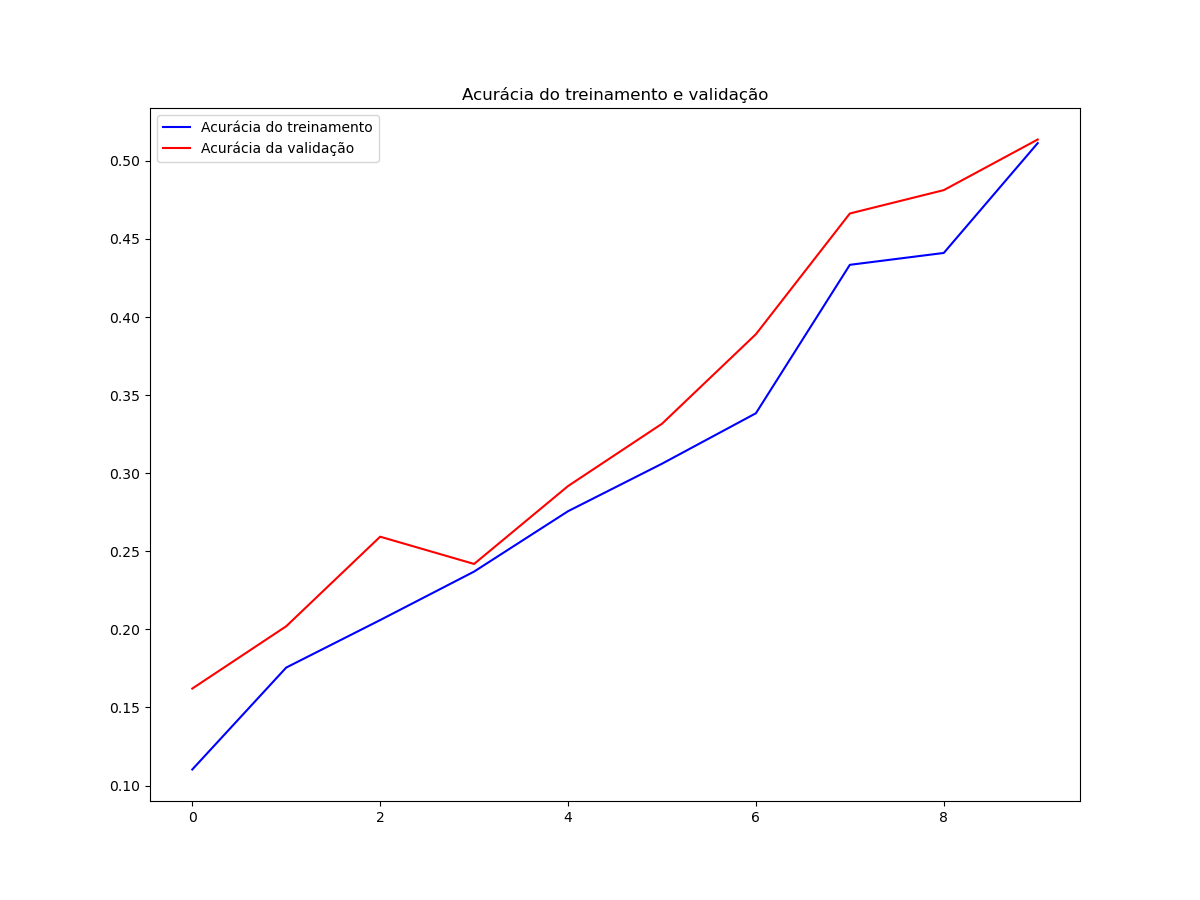 Acurácia do treinamento e validação
Acurácia do treinamento
Acurácia da validação
0.50
0.45
0.40
0.35
0.30
0.25
0.20
0.15
0.10
0 2 4 6 8